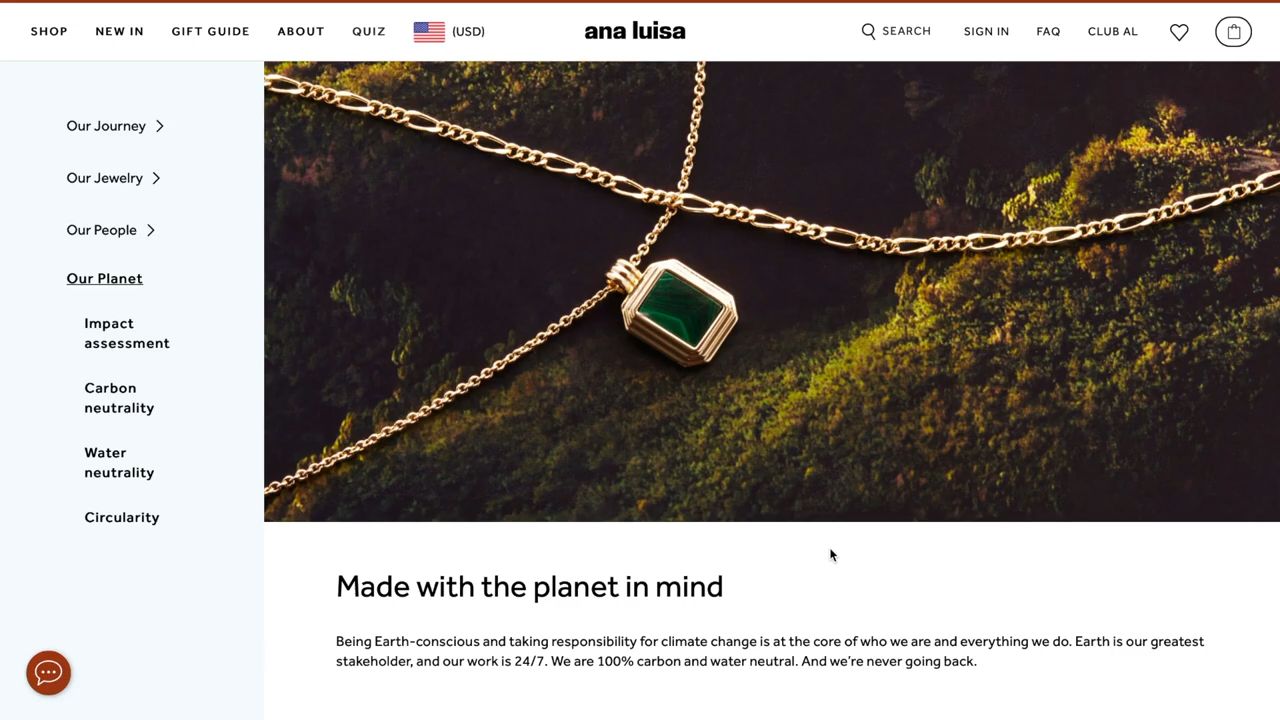 SHOP NEW IN GIFT GUIDE ABOUT QUIZ (USD) ana luisa SEARCH SIGN IN FAQ CLUB AL
Our Journey
Our Jewelry
Our People
Our Planet
Impact
assessment
Carbon
neutrality
Water
neutrality
Circularity
Made with the planet in mind
Being Earth-conscious and taking responsibility for climate change is at the core of who we are and everything we do. Earth is our greatest
stakeholder, and our work is 24/7. We are 100% carbon and water neutral. And we’re never going back.